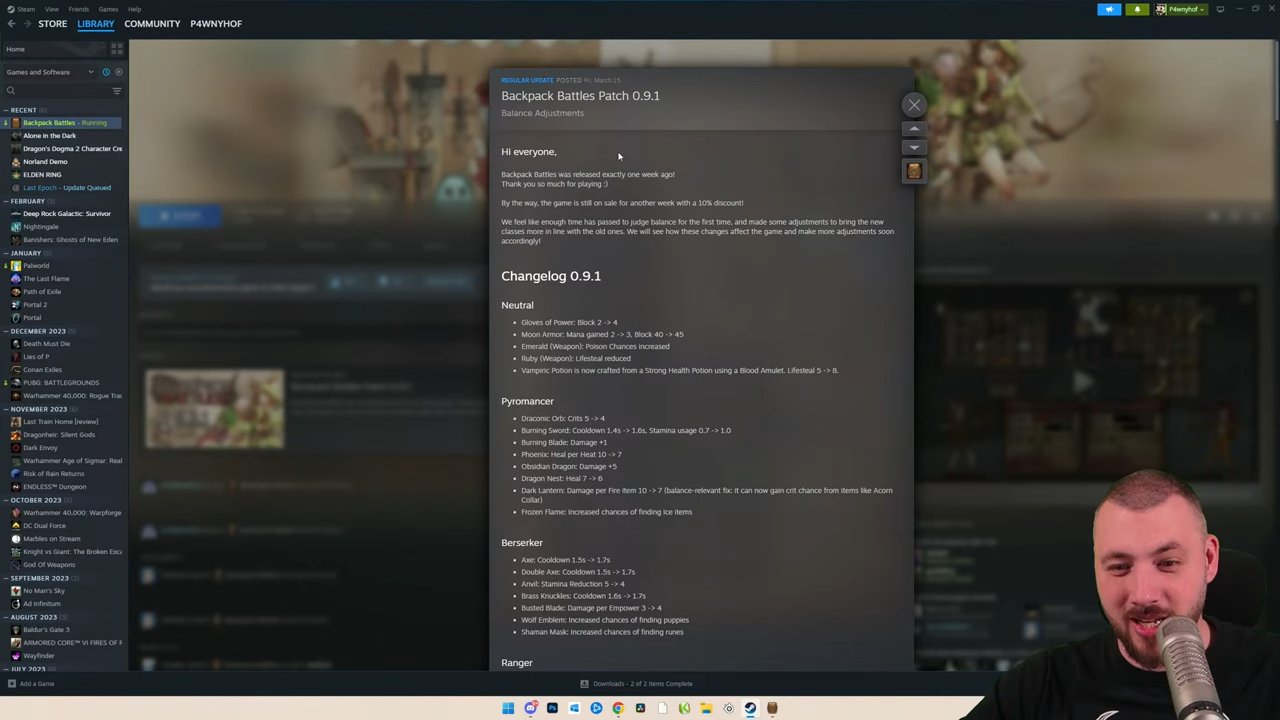 Steam View Friends Games Help
P4wnyhof
STORE LIBRARY COMMUNITY P4WNYHOF
Home
Games and Software
RECENT
Backpack Battles - Running
Alone in the Dark
Dragon's Dogma 2 Character Cre
Norland Demo
ELDEN RING
Last Epoch - Update Queued
FEBRUARY
Deep Rock Galactic: Survivor
Nightingale
Banishers: Ghosts of New Eden
JANUARY
Palworld
The Last Flame
Path of Exile
Portal 2
Portal
DECEMBER 2023
Death Must Die
Lies of P
Conan Exiles
PUBG: BATTLEGROUNDS
Warhammer 40,000: Rogue Trac
NOVEMBER 2023
Last Train Home [review]
Dragonheir: Silent Gods
Dark Envoy
Warhammer Age of Sigmar: Real
Risk of Rain Returns
ENDLESS™ Dungeon
OCTOBER 2023
Warhammer 40,000: Warpforge
DC Dual Force
Marbles on Stream
Knight vs Giant: The Broken Exca
God Of Weapons
SEPTEMBER 2023
No Man's Sky
Ad Infinitum
AUGUST 2023
Baldur's Gate 3
ARMORED CORE™ VI FIRES OF F
Wayfinder
JULY 2023
Add a Game
REGULAR UPDATE POSTED Fri, March 15
Backpack Battles Patch 0.9.1
Balance Adjustments
Hi everyone,
Backpack Battles was released exactly one week ago!
Thank you so much for playing :)
By the way, the game is still on sale for another week with a 10% discount!
We feel like enough time has passed to judge balance for the first time, and made some adjustments to bring the new
classes more in line with the old ones. We will see how these changes affect the game and make more adjustments soon
accordingly!
Changelog 0.9.1
Neutral
Gloves of Power: Block 2 -> 4
Moon Armor: Mana gained 2 -> 3, Block 40 -> 45
Emerald (Weapon): Poison Chances increased
Ruby (Weapon): Lifesteal reduced
Vampiric Potion is now crafted from a Strong Health Potion using a Blood Amulet. Lifesteal 5 -> 8.
Pyromancer
Draconic Orb: Crits 5 -> 4
Burning Sword: Cooldown 1.4s -> 1.6s, Stamina usage 0.7 -> 1.0
Burning Blade: Damage +1
Phoenix: Heal per Heat 10 -> 7
Obsidian Dragon: Damage +5
Dragon Nest: Heal 7 -> 6
Dark Lantern: Damage per Fire item 10 -> 7 (balance-relevant fix: it can now gain crit chance from items like Acorn
Collar)
Frozen Flame: Increased chances of finding Ice items
Berserker
Axe: Cooldown 1.5s -> 1.7s
Double Axe: Cooldown 1.5s -> 1.7s
Anvil: Stamina Reduction 5 -> 4
Brass Knuckles: Cooldown 1.6s -> 1.7s
Busted Blade: Damage per Empower 3 -> 4
Wolf Emblem: Increased chances of finding puppies
Shaman Mask: Increased chances of finding runes
Ranger
Downloads - 2 of 2 Items Complete